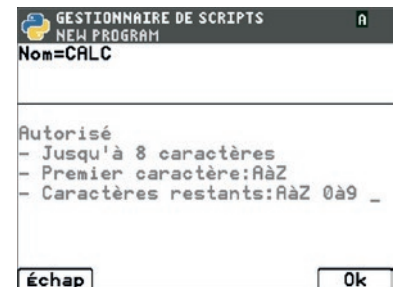 GESTIONNAIRE DE SCRIPTS A
NEW PROGRAM
Nom=CALC
Autorisé
- Jusqu'à 8 caractères
- Premier caractère:AàZ
- Caractères restants:AàZ 0à9 _
Échap Ok